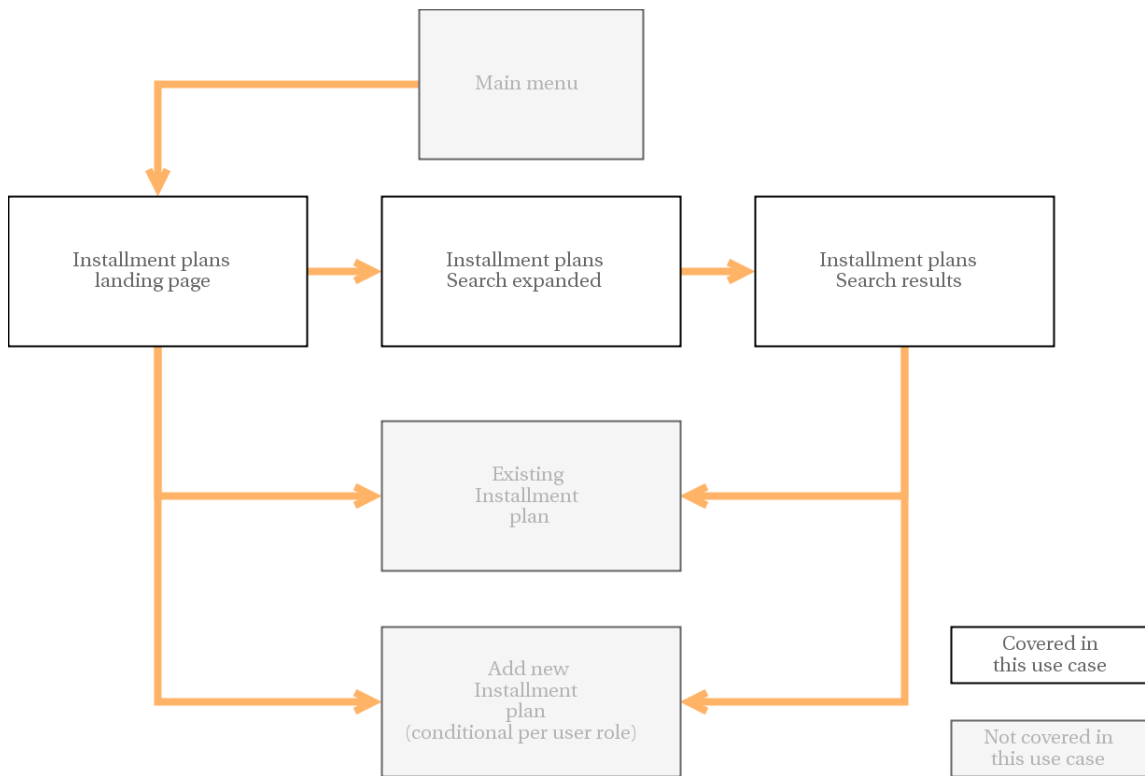 Main menu
Installment plans
landing page
Installment plans
Search expanded
Installment plans
Search results
Existing
Installment
plan
Add new
Installment
plan
(conditional per user role)
Covered in
this use case
Not covered in
this use case